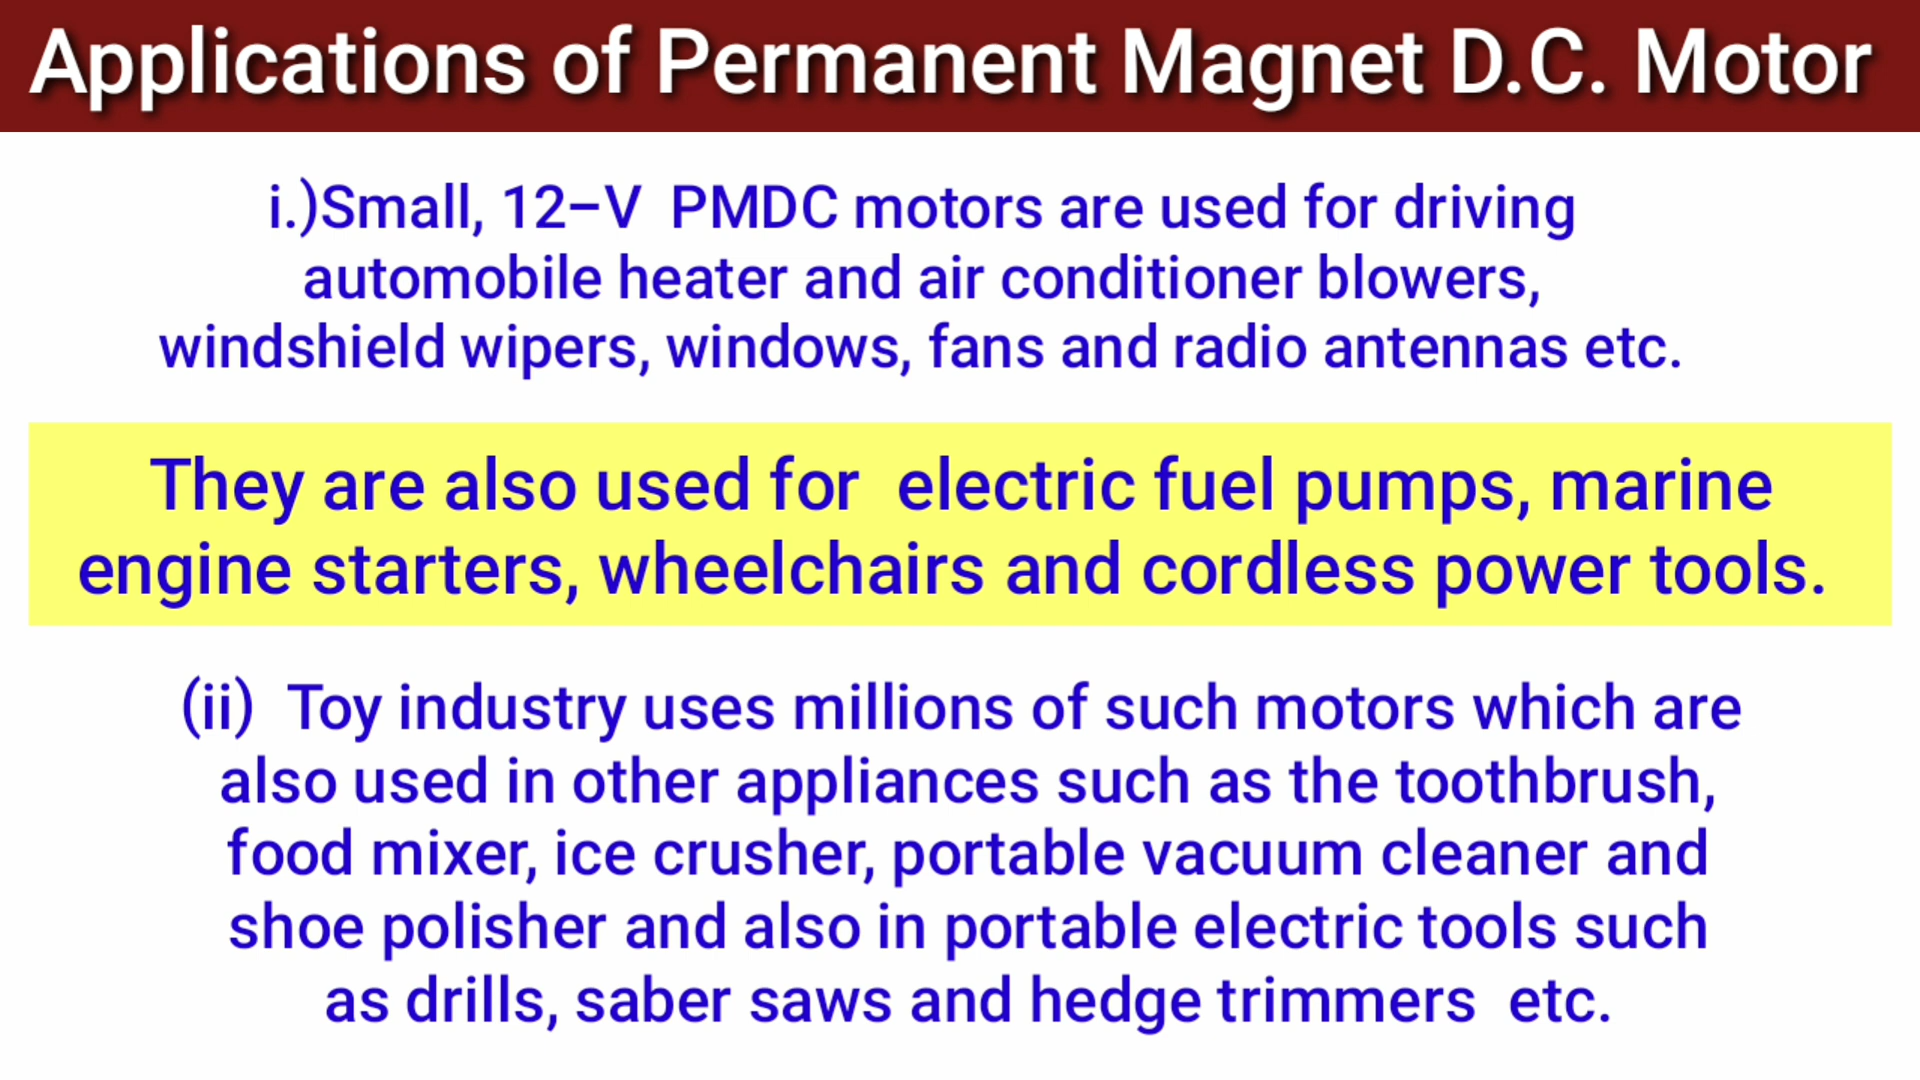 Applications of Permanent Magnet D.C. Motor
i.)Small, 12–V PMDC motors are used for driving
automobile heater and air conditioner blowers,
windshield wipers, windows, fans and radio antennas etc.
They are also used for electric fuel pumps, marine
engine starters, wheelchairs and cordless power tools.
(ii) Toy industry uses millions of such motors which are
also used in other appliances such as the toothbrush,
food mixer, ice crusher, portable vacuum cleaner and
shoe polisher and also in portable electric tools such
as drills, saber saws and hedge trimmers etc.